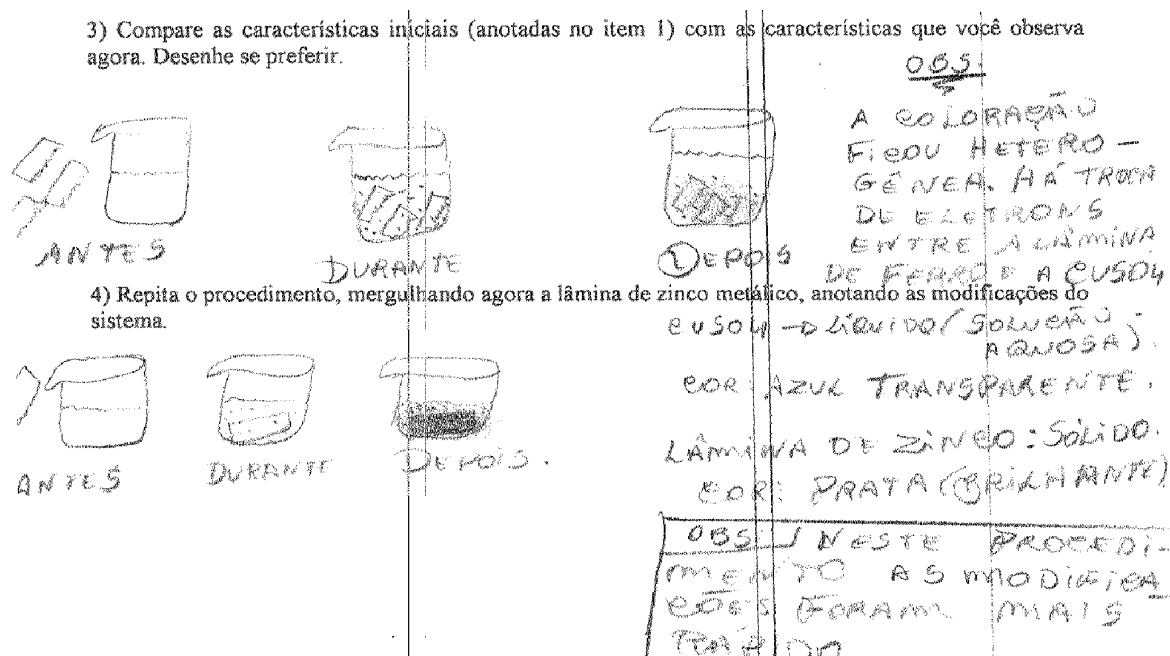 3) Compare as características iniciais (anotadas no item 1) com as características que você observa
agora. Desenhe se preferir.
OBS.
A COLORAÇÃO
FICOU HETERO-
GÊNEA. HÁ TROCA
DE ELETRONS
ENTRE A LÂMINA
DE FERRO E A CUSO4
ANTES
DURANTE
DEPOIS
4) Repita o procedimento, mergulhando agora a lâmina de zinco metálico, anotando as modificações do
sistema.
CUSO4 → LÍQUIDO (SOLUÇÃO
AQUOSA).
COR: AZUL TRANSPARENTE.
LÂMINA DE ZINCO: SÓLIDO.
COR: PRATA (BRILHANTE)
ANTES
DURANTE
DEPOIS.
OBS: NESTE PROCEDI-
MENTO AS MODIFICA
ÇÕES FORAM MAIS